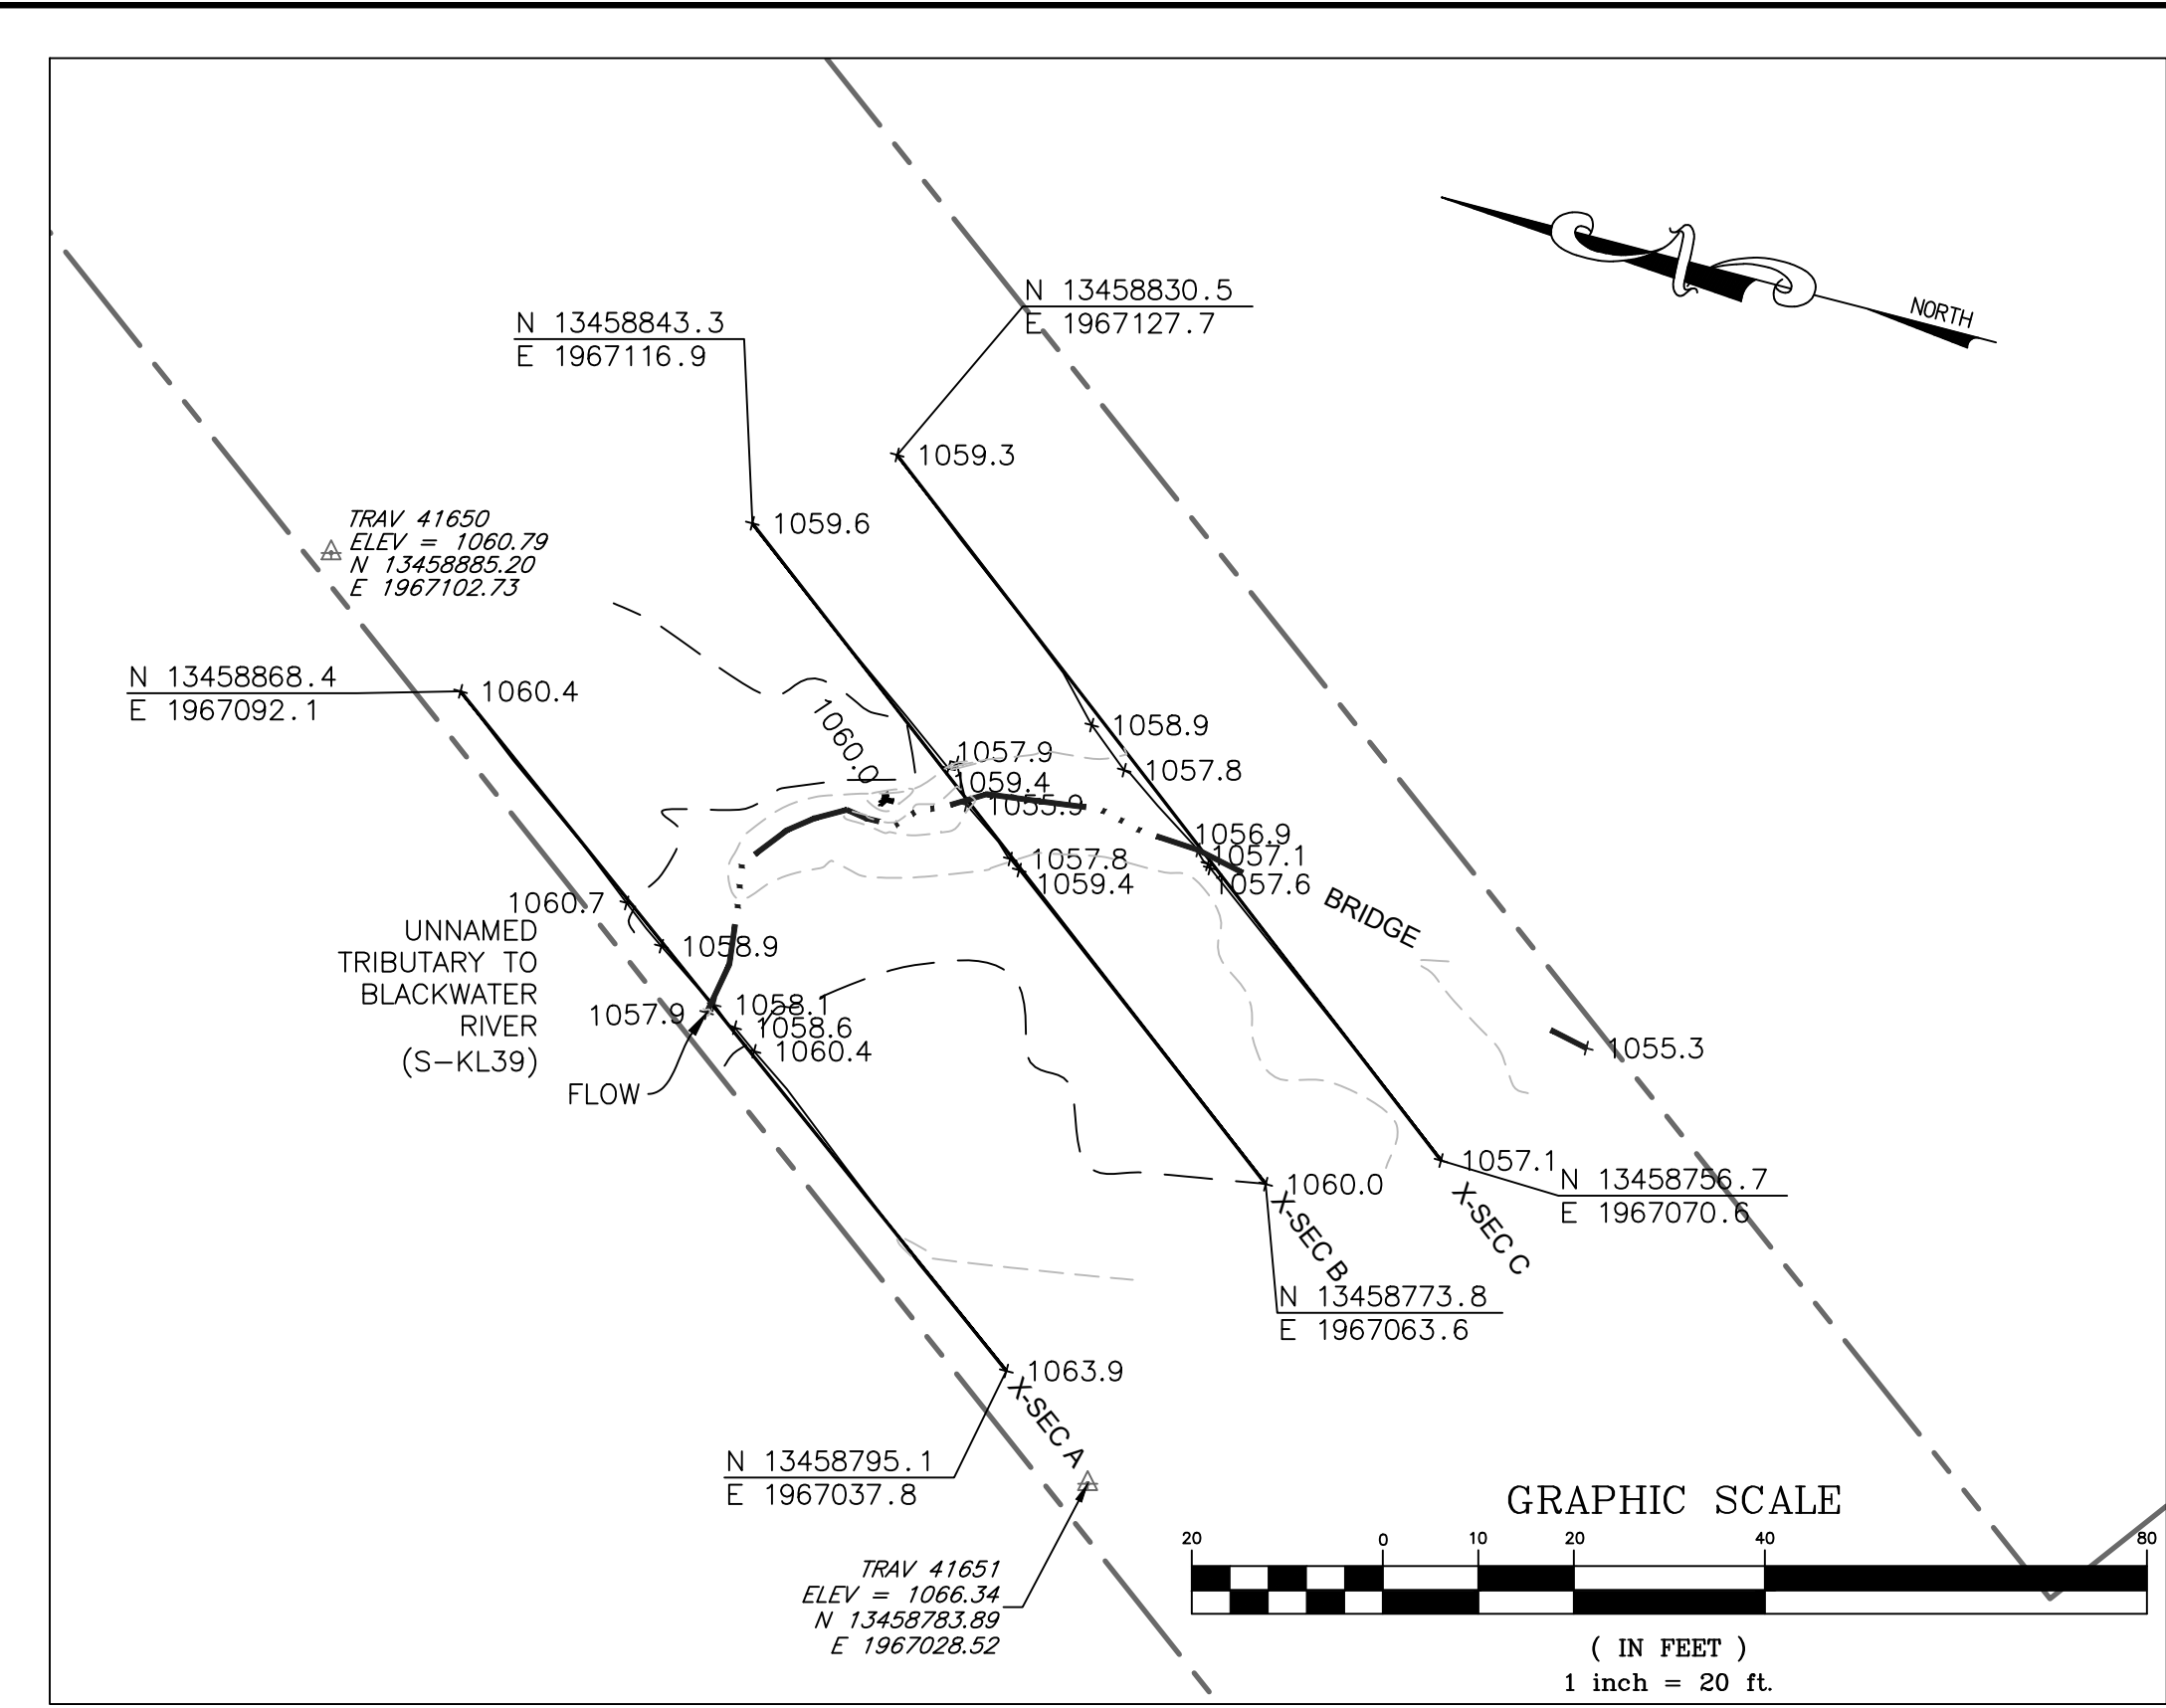 N 13458830.5
E 1967127.7
N 13458843.3
E 1967116.9
NORTH
1059.3
1059.6
TRAV 41650
ELEV = 1060.79
N 13458885.20
E 1967102.73
N 13458868.4
E 1967092.1
1060.4
1060.0
1058.9
1057.9
1057.8
1059.4
1055.9
1056.9
1057.8
1057.1
1059.4
1057.6
1060.7
BRIDGE
UNNAMED
TRIBUTARY TO
BLACKWATER
RIVER
(S-KL39)
1058.9
1058.1
1057.9
1058.6
1060.4
FLOW
1055.3
1057.1
N 13458756.7
E 1967070.6
1060.0
X-SEC B
X-SEC C
N 13458773.8
E 1967063.6
1063.9
X-SEC A
N 13458795.1
E 1967037.8
TRAV 41651
ELEV = 1066.34
N 13458783.89
E 1967028.52
GRAPHIC SCALE
20 0 10 20 40 80
( IN FEET )
1 inch = 20 ft.